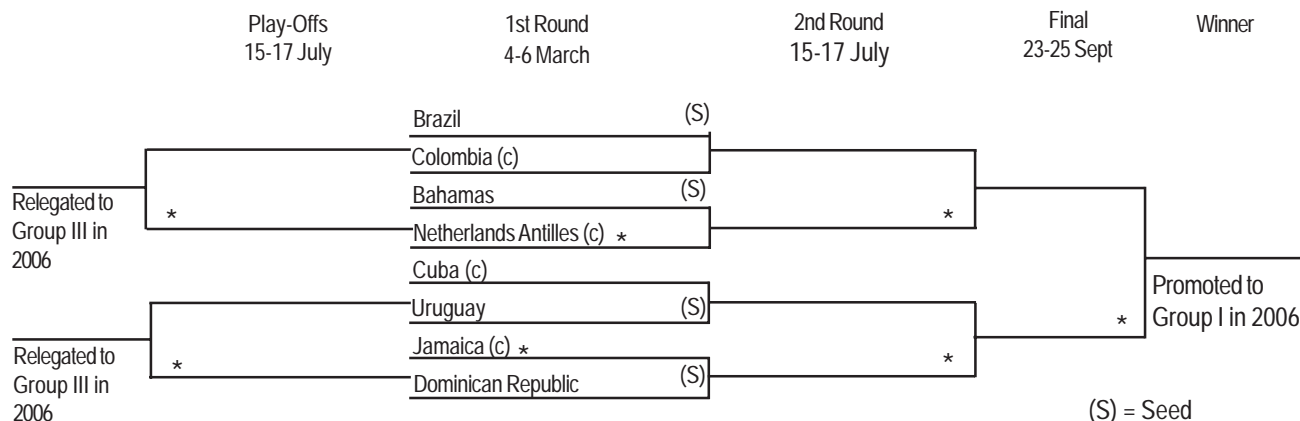 Play-Offs
15-17 July
1st Round
4-6 March
2nd Round
15-17 July
Final
23-25 Sept
Winner
Brazil (S)
Colombia (c)
Bahamas (S)
Netherlands Antilles (c) *
Cuba (c)
Uruguay (S)
Jamaica (c) *
Dominican Republic (S)
Relegated to
Group III in
2006
*
Relegated to
Group III in
2006
*
*
*
*
Promoted to
Group I in 2006
(S) = Seed